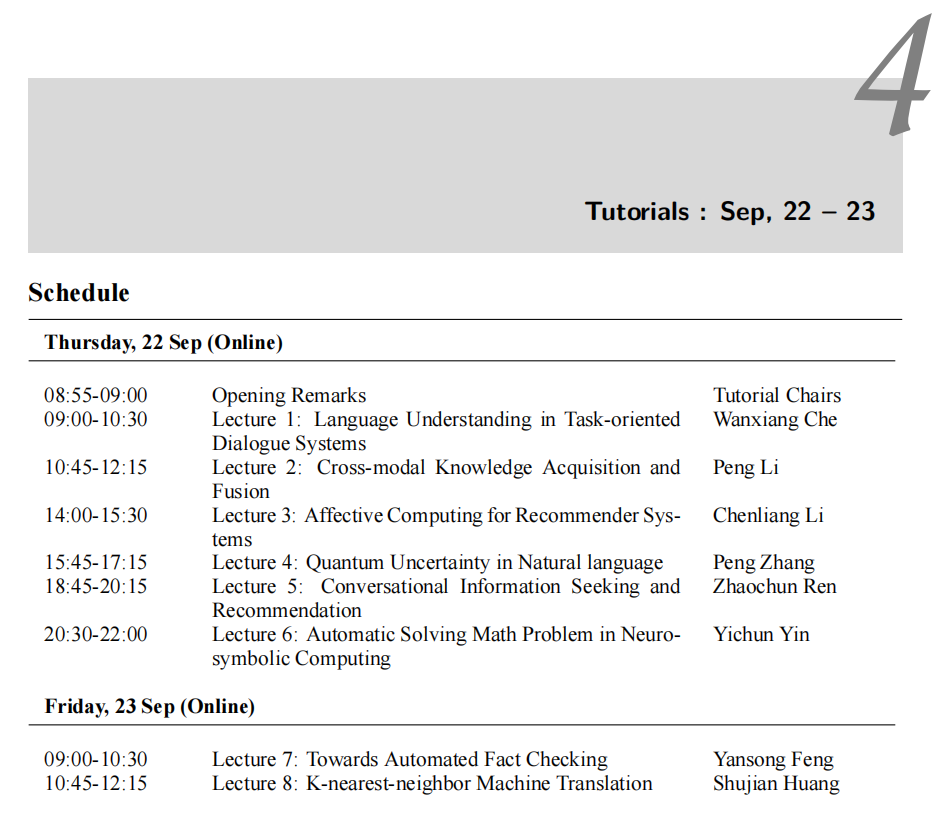 4
Tutorials : Sep, 22 – 23
Schedule
Thursday, 22 Sep (Online)
08:55-09:00 Opening Remarks Tutorial Chairs
09:00-10:30 Lecture 1: Language Understanding in Task-oriented Wanxiang Che
Dialogue Systems
10:45-12:15 Lecture 2: Cross-modal Knowledge Acquisition and Peng Li
Fusion
14:00-15:30 Lecture 3: Affective Computing for Recommender Sys- Chenliang Li
tems
15:45-17:15 Lecture 4: Quantum Uncertainty in Natural language Peng Zhang
18:45-20:15 Lecture 5: Conversational Information Seeking and Zhaochun Ren
Recommendation
20:30-22:00 Lecture 6: Automatic Solving Math Problem in Neuro- Yichun Yin
symbolic Computing
Friday, 23 Sep (Online)
09:00-10:30 Lecture 7: Towards Automated Fact Checking Yansong Feng
10:45-12:15 Lecture 8: K-nearest-neighbor Machine Translation Shujian Huang